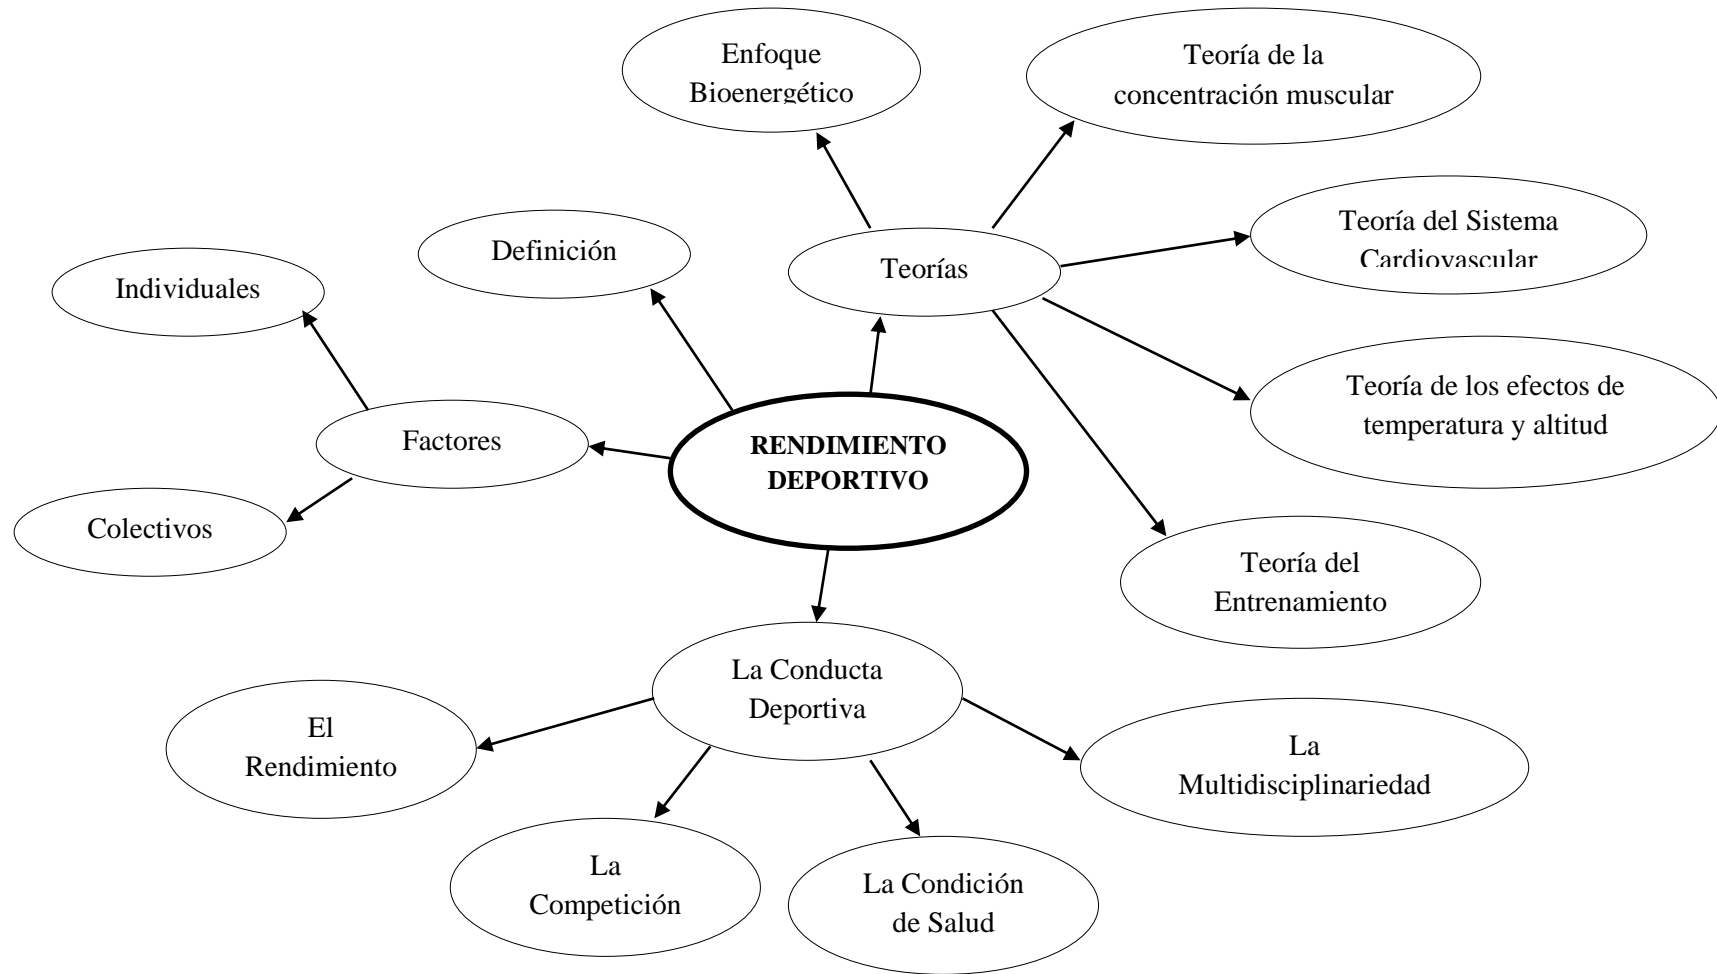 Enfoque
Bioenergético
Teoría de la
concentración muscular
Teoría del Sistema
Cardiovascular
Definición
Teorías
Individuales
Teoría de los efectos de
temperatura y altitud
Factores
RENDIMIENTO
DEPORTIVO
Colectivos
Teoría del
Entrenamiento
La Conducta
Deportiva
El
Rendimiento
La
Multidisciplinariedad
La
Competición
La Condición
de Salud